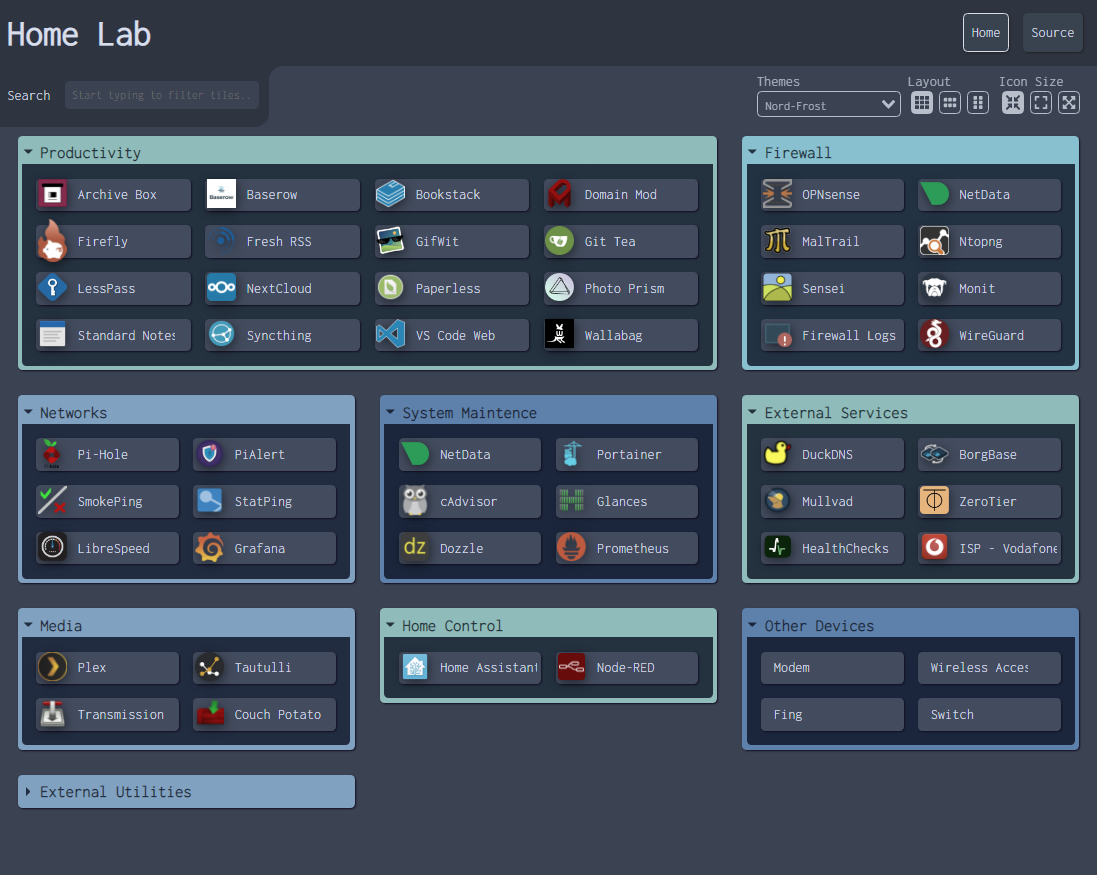 Home Lab
Home Source
Search Start typing to filter tiles..
Themes Layout Icon Size
Nord-Frost
Productivity
Archive Box Baserow Bookstack Domain Mod
Firefly Fresh RSS GifWit Git Tea
LessPass NextCloud Paperless Photo Prism
Standard Notes Syncthing VS Code Web Wallabag
Firewall
OPNsense NetData
MalTrail Ntopng
Sensei Monit
Firewall Logs WireGuard
Networks
Pi-Hole PiAlert
SmokePing StatPing
LibreSpeed Grafana
System Maintence
NetData Portainer
cAdvisor Glances
dz Dozzle Prometheus
External Services
DuckDNS BorgBase
Mullvad ZeroTier
HealthChecks ISP - Vodafone
Media
Plex Tautulli
Transmission Couch Potato
Home Control
Home Assistant Node-RED
Other Devices
Modem Wireless Acces
Fing Switch
External Utilities